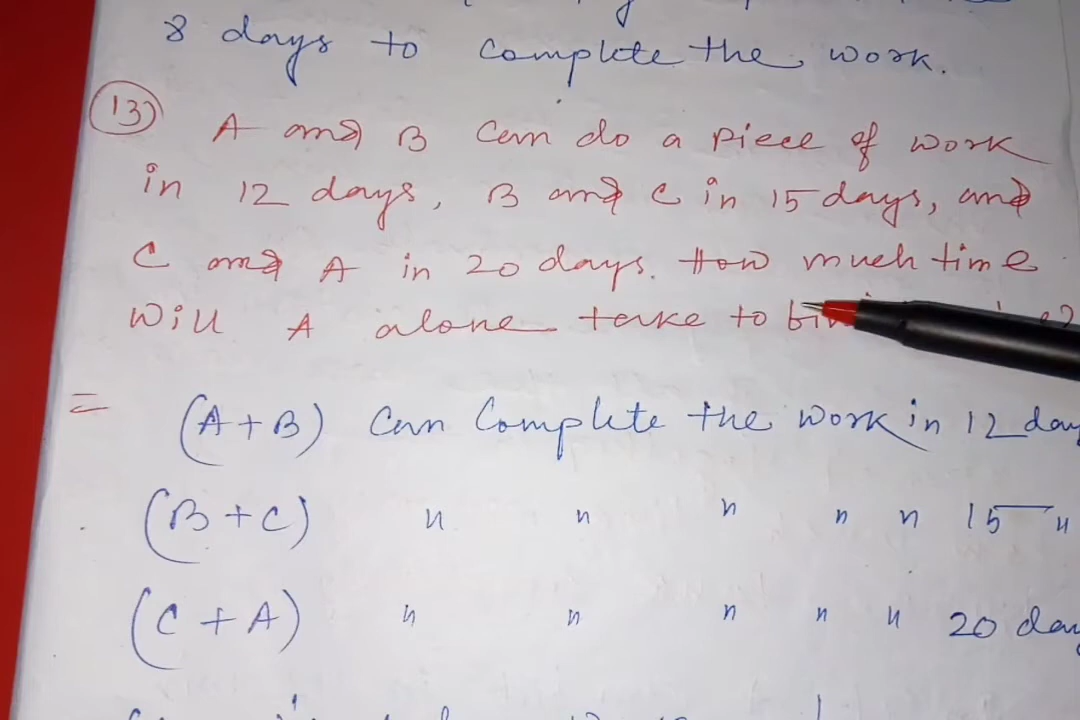 8 days to complete the work.
13 A and B can do a piece of work
in 12 days, B and C in 15 days, and
C and A in 20 days. How much time
will A alone take to
= (A+B) Can Complete the work in 12 day
(B+C) " " " " " 15 "
(C+A) " " " " " 20 day